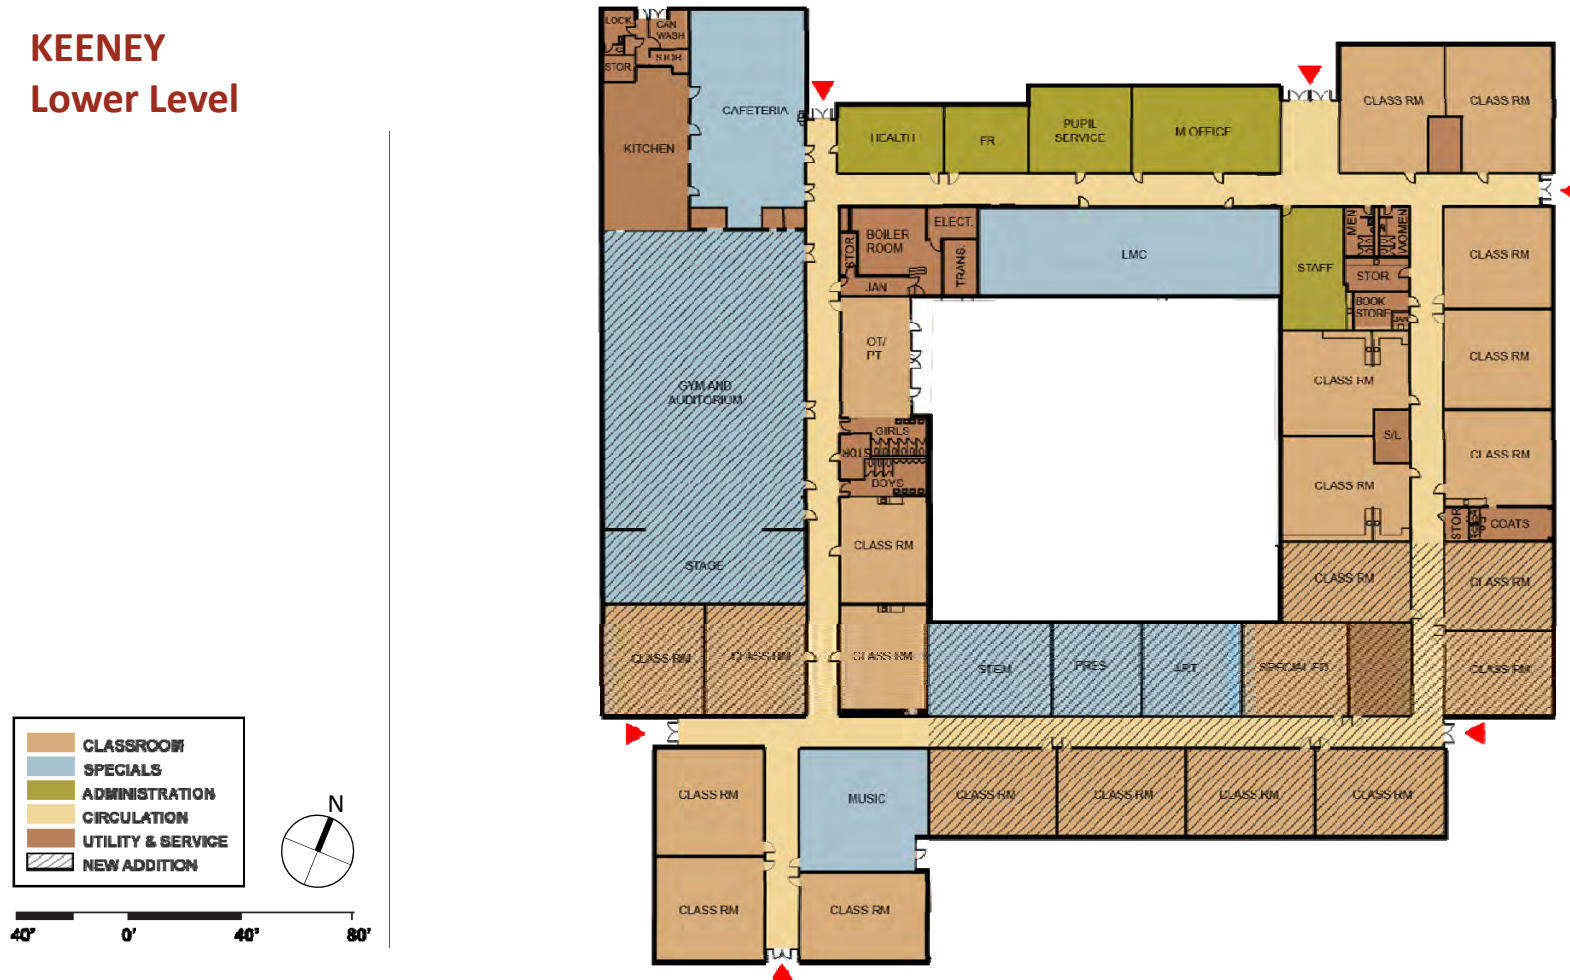 KEENEY
Lower Level
LOCK
CAN
WASH
STOR
STOR
CAFETERIA
KITCHEN
HEALTH
FR
PUPIL
SERVICE
M OFFICE
CLASS RM
CLASS RM
BOILER
ROOM
ELECT.
STOR
TRANS.
JAN
LMC
STAFF
MEN
WOMEN
STOR
BOOK
STORE
JAN
CLASS RM
OT/
PT
CLASS RM
CLASS RM
GYM AND
AUDITORIUM
GIRLS
STOR
BOYS
S/L
CLASS RM
CLASS RM
STOR
COATS
CLASS RM
STAGE
CLASS RM
CLASS RM
CLASS RM
CLASS RM
CLASS RM
STEM
PRES
ART
SPECIAL ED
CLASS RM
CLASS RM
MUSIC
CLASS RM
CLASS RM
CLASS RM
CLASS RM
CLASS RM
CLASS RM
CLASSROOM
SPECIALS
ADMINISTRATION
CIRCULATION
UTILITY & SERVICE
NEW ADDITION
N
40' 0' 40' 80'